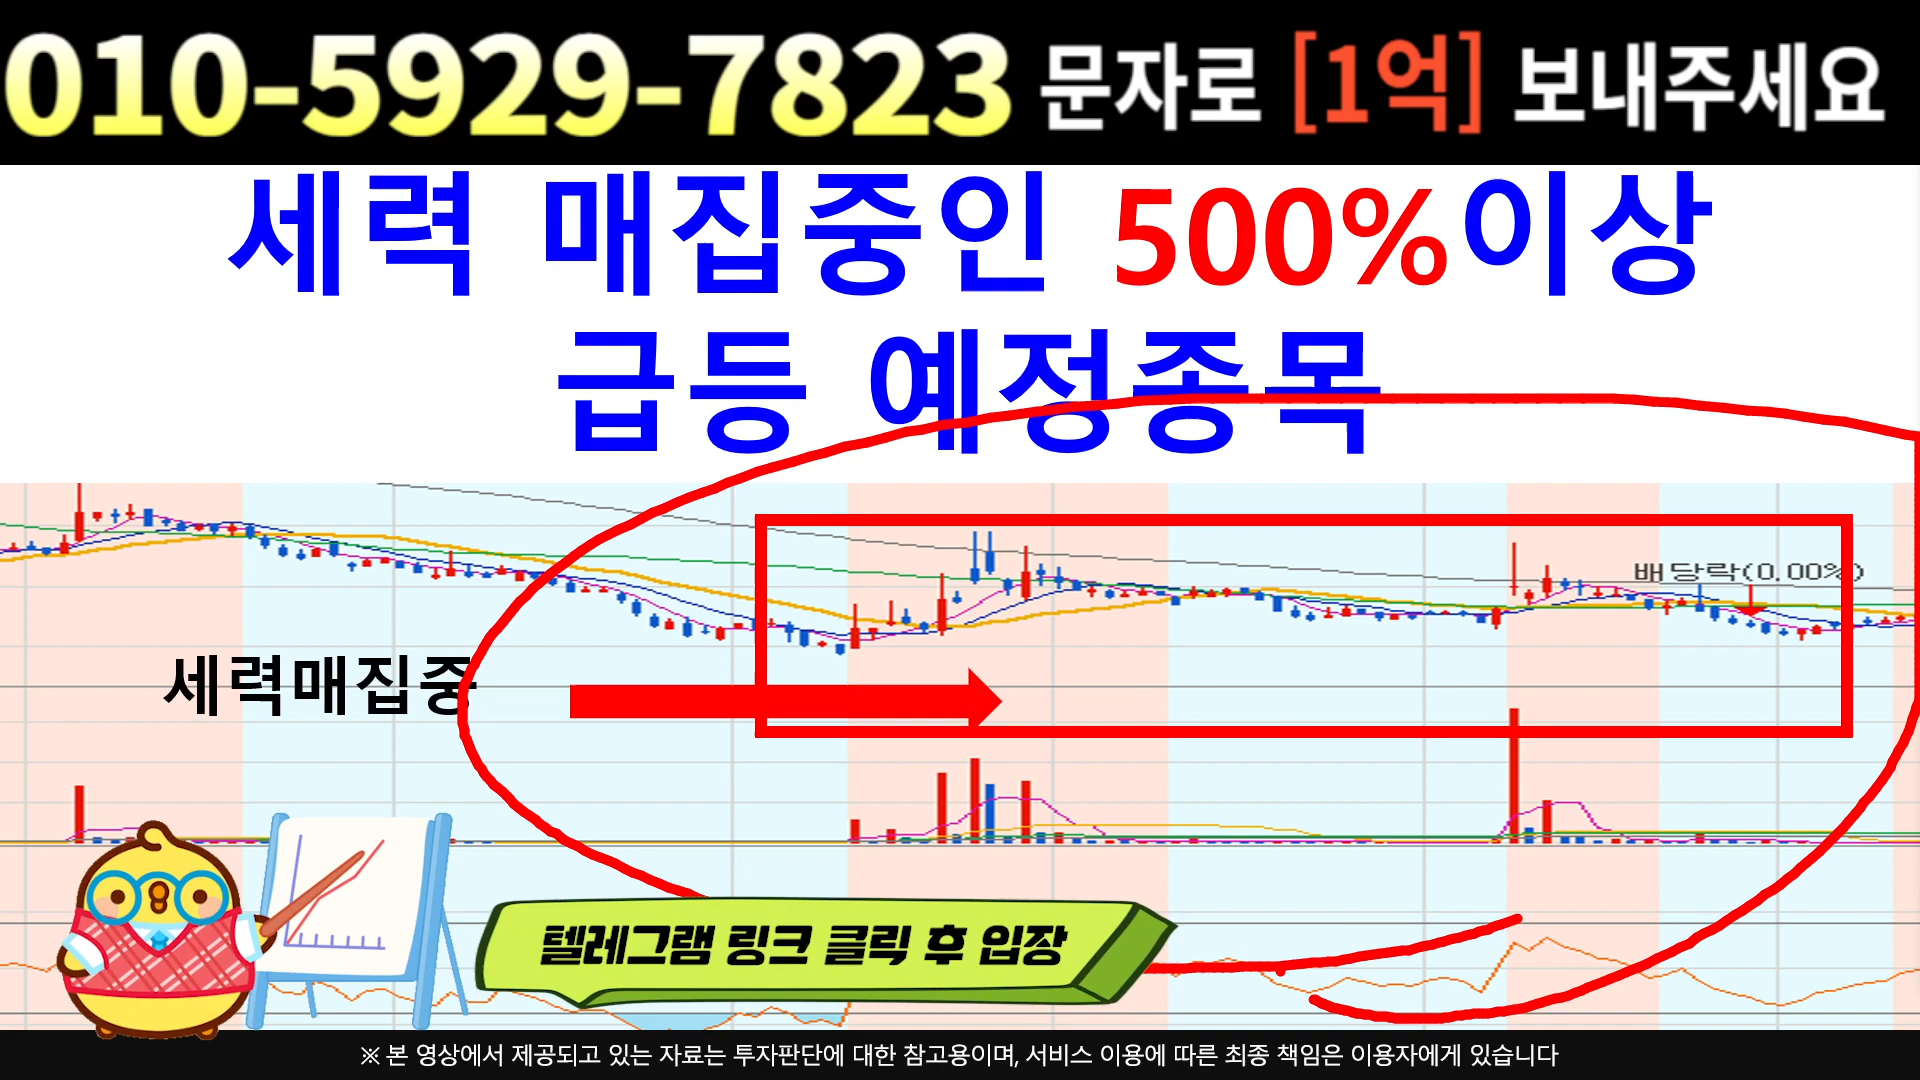 010-5929-7823 문자로 [1억] 보내주세요
세력 매집중인 500%이상
급등 예정종목
배당락(0.00%)
세력매집중
텔레그램 링크 클릭 후 입장
※ 본 영상에서 제공되고 있는 자료는 투자판단에 대한 참고용이며, 서비스 이용에 따른 최종 책임은 이용자에게 있습니다